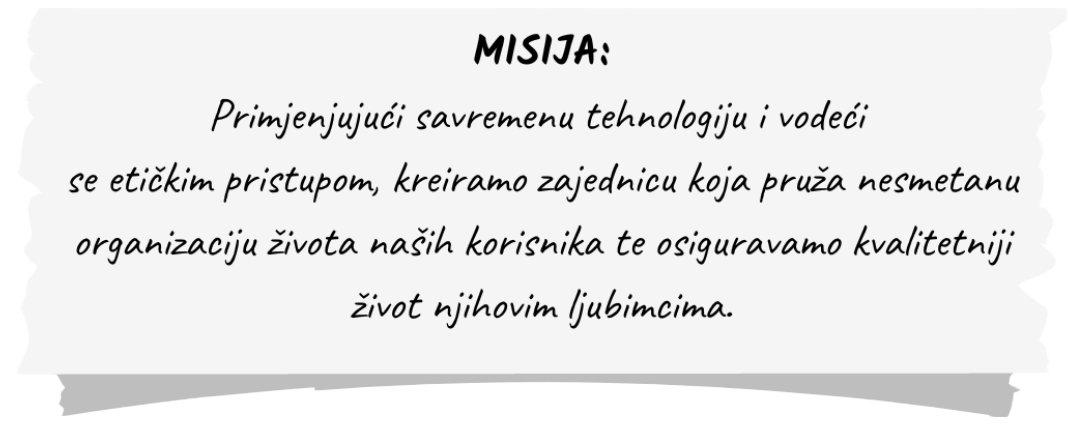 MISIJA:
Primjenjujući savremenu tehnologiju i vodeći
se etičkim pristupom, kreiramo zajednicu koja pruža nesmetanu
organizaciju života naših korisnika te osiguravamo kvalitetniji
život njihovim ljubimcima.